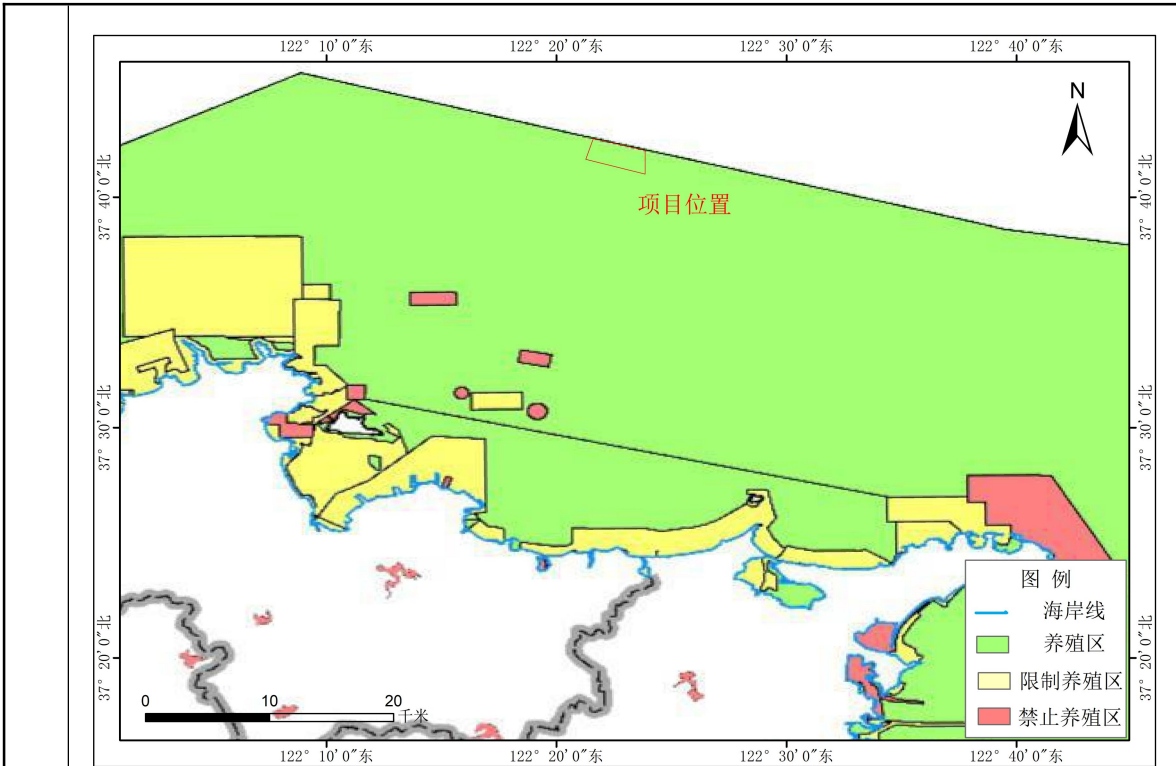 122° 10' 0"东 122° 20' 0"东 122° 30' 0"东 122° 40' 0"东
N
37° 40' 0"北
37° 40' 0"北
项目位置
37° 30' 0"北
37° 30' 0"北
37° 20' 0"北
37° 20' 0"北
图 例
海岸线
养殖区
限制养殖区
禁止养殖区
0 10 20
千米
122° 10' 0"东 122° 20' 0"东 122° 30' 0"东 122° 40' 0"东